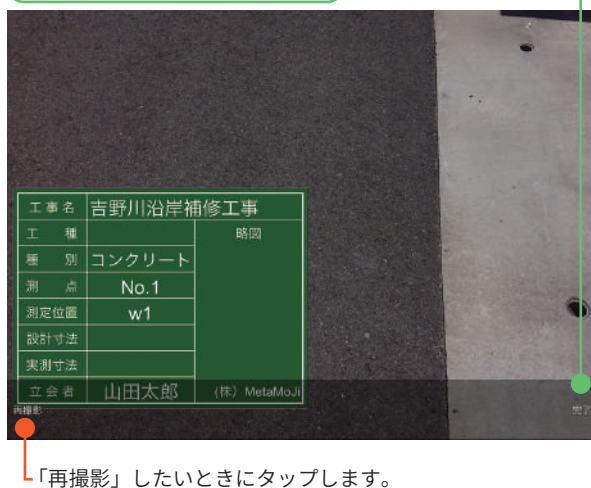 工事名 吉野川沿岸補修工事
工種 略図
種別 コンクリート
測点 No.1
測定位置 w1
設計寸法
実測寸法
立会者 山田太郎 (株) MetaMoJi
再撮影 完了
「再撮影」したいときにタップします。